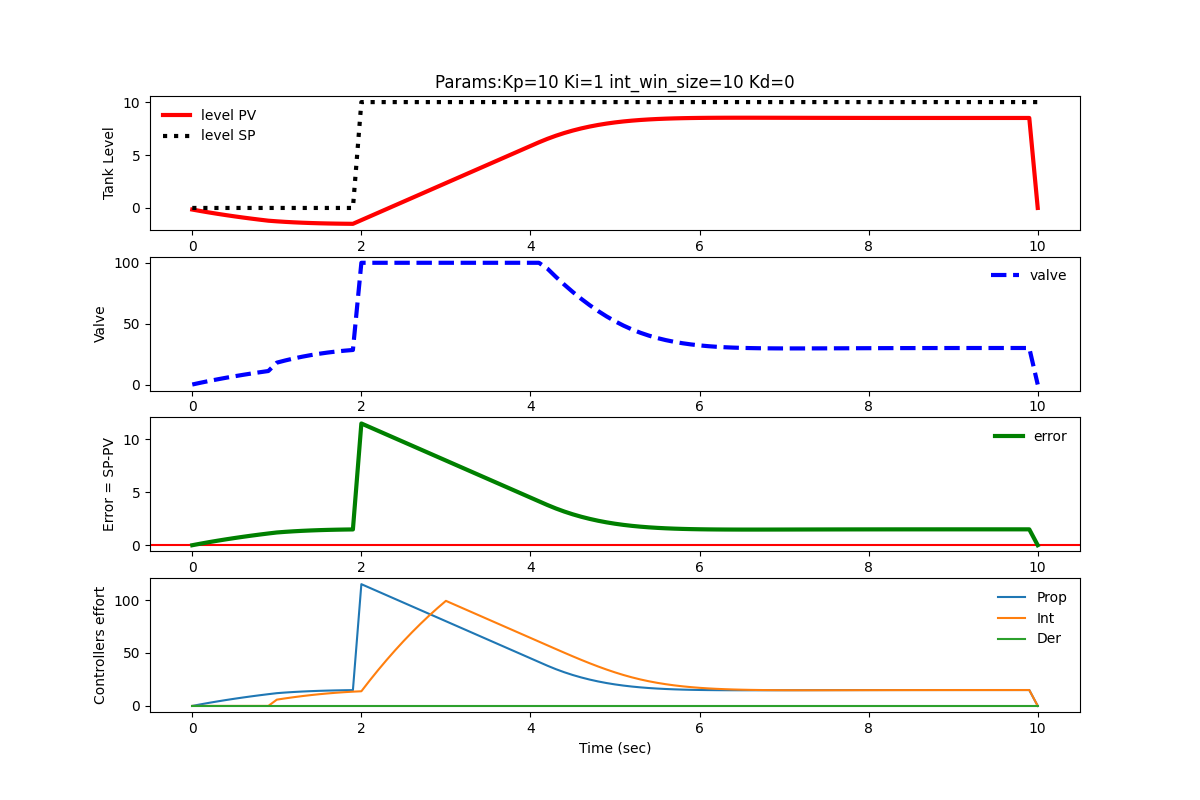 Params:Kp=10 Ki=1 int_win_size=10 Kd=0
Tank Level
10
5
0
level PV
level SP
0 2 4 6 8 10
Valve
100
50
0
valve
0 2 4 6 8 10
Error = SP-PV
10
5
0
error
0 2 4 6 8 10
Controllers effort
100
50
0
Prop
Int
Der
0 2 4 6 8 10
Time (sec)